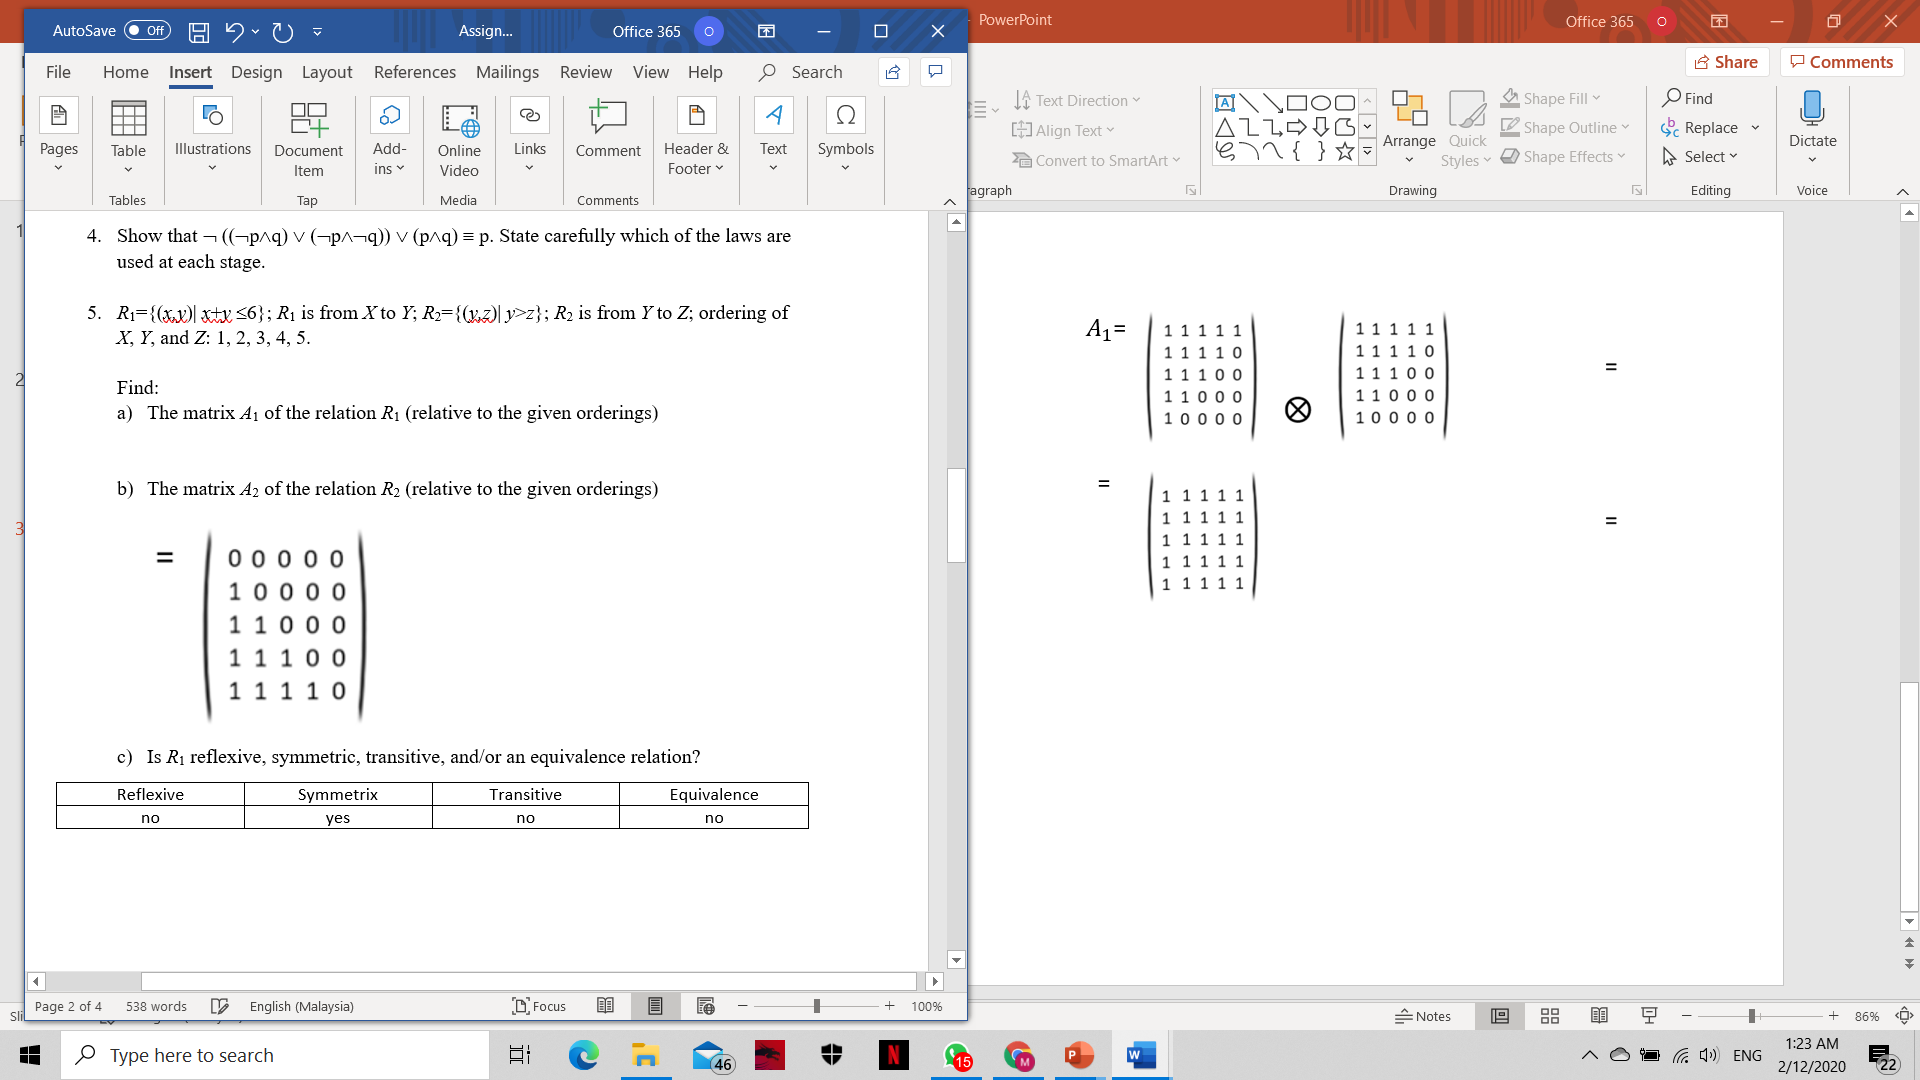 AutoSave Off Assign... Office 365 O
PowerPoint Office 365 O
File Home Insert Design Layout References Mailings Review View Help Search
Share Comments
Pages Table Illustrations Document Item Add-ins Online Video Links Comment Header & Footer Text Symbols
Tables Tap Media Comments
Text Direction
Align Text
Convert to SmartArt
Arrange Quick Styles
Shape Fill
Shape Outline
Shape Effects
Find
Replace
Select
Dictate
agraph Drawing Editing Voice
4. Show that ¬ ((¬p∧q) ∨ (¬p∧¬q)) ∨ (p∧q) ≡ p. State carefully which of the laws are
used at each stage.
5. R1={(x,y)| x+y ≤6}; R1 is from X to Y; R2={(y,z)| y>z}; R2 is from Y to Z; ordering of
X, Y, and Z: 1, 2, 3, 4, 5.
Find:
a) The matrix A1 of the relation R1 (relative to the given orderings)
b) The matrix A2 of the relation R2 (relative to the given orderings)
=
0 0 0 0 0
1 0 0 0 0
1 1 0 0 0
1 1 1 0 0
1 1 1 1 0
c) Is R1 reflexive, symmetric, transitive, and/or an equivalence relation?
Reflexive Symmetrix Transitive Equivalence
no yes no no
1
2
3
A1=
1 1 1 1 1
1 1 1 1 0
1 1 1 0 0
1 1 0 0 0
1 0 0 0 0
⊗
1 1 1 1 1
1 1 1 1 0
1 1 1 0 0
1 1 0 0 0
1 0 0 0 0
=
=
1 1 1 1 1
1 1 1 1 1
1 1 1 1 1
1 1 1 1 1
1 1 1 1 1
=
Page 2 of 4 538 words English (Malaysia) Focus 100%
Notes 86%
Type here to search
46
15
ENG
1:23 AM
2/12/2020
22